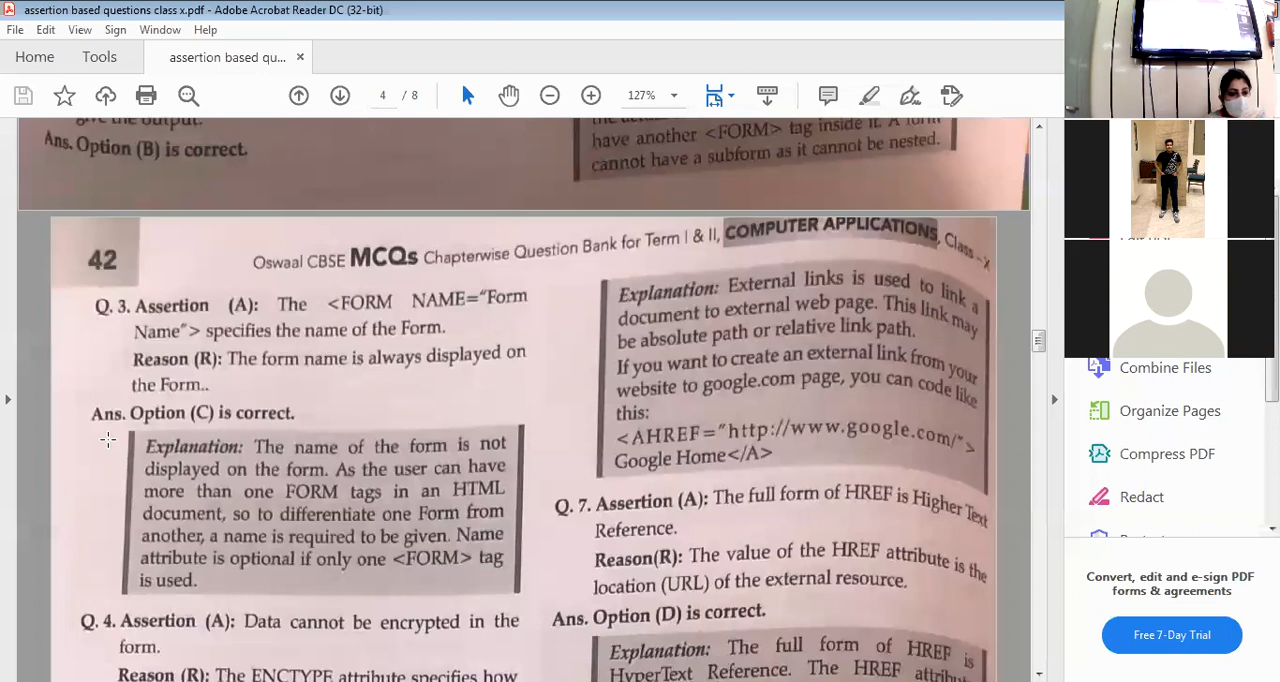 assertion based questions class x.pdf - Adobe Acrobat Reader DC (32-bit)
File Edit View Sign Window Help
Home Tools assertion based qu... ×
4 / 8 127%
give the output.
Ans. Option (B) is correct.
have another <FORM> tag inside it. A form
cannot have a subform as it cannot be nested.
42 Oswaal CBSE MCQs Chapterwise Question Bank for Term I & II, COMPUTER APPLICATIONS, Class – X
Q. 3. Assertion (A): The <FORM NAME="Form
Name"> specifies the name of the Form.
Reason (R): The form name is always displayed on
the Form..
Ans. Option (C) is correct.
Explanation: The name of the form is not
displayed on the form. As the user can have
more than one FORM tags in an HTML
document, so to differentiate one Form from
another, a name is required to be given. Name
attribute is optional if only one <FORM> tag
is used.
Q. 4. Assertion (A): Data cannot be encrypted in the
form.
Reason (R): The ENCTYPE attribute specifies how
Explanation: External links is used to link a
document to external web page. This link may
be absolute path or relative link path.
If you want to create an external link from your
website to google.com page, you can code like
this:
<AHREF="http://www.google.com/">
Google Home</A>
Q. 7. Assertion (A): The full form of HREF is Higher Text
Reference.
Reason(R): The value of the HREF attribute is the
location (URL) of the external resource.
Ans. Option (D) is correct.
Explanation: The full form of HREF is
HyperText Reference. The HREF
Combine Files
Organize Pages
Compress PDF
Redact
Convert, edit and e-sign PDF
forms & agreements
Free 7-Day Trial